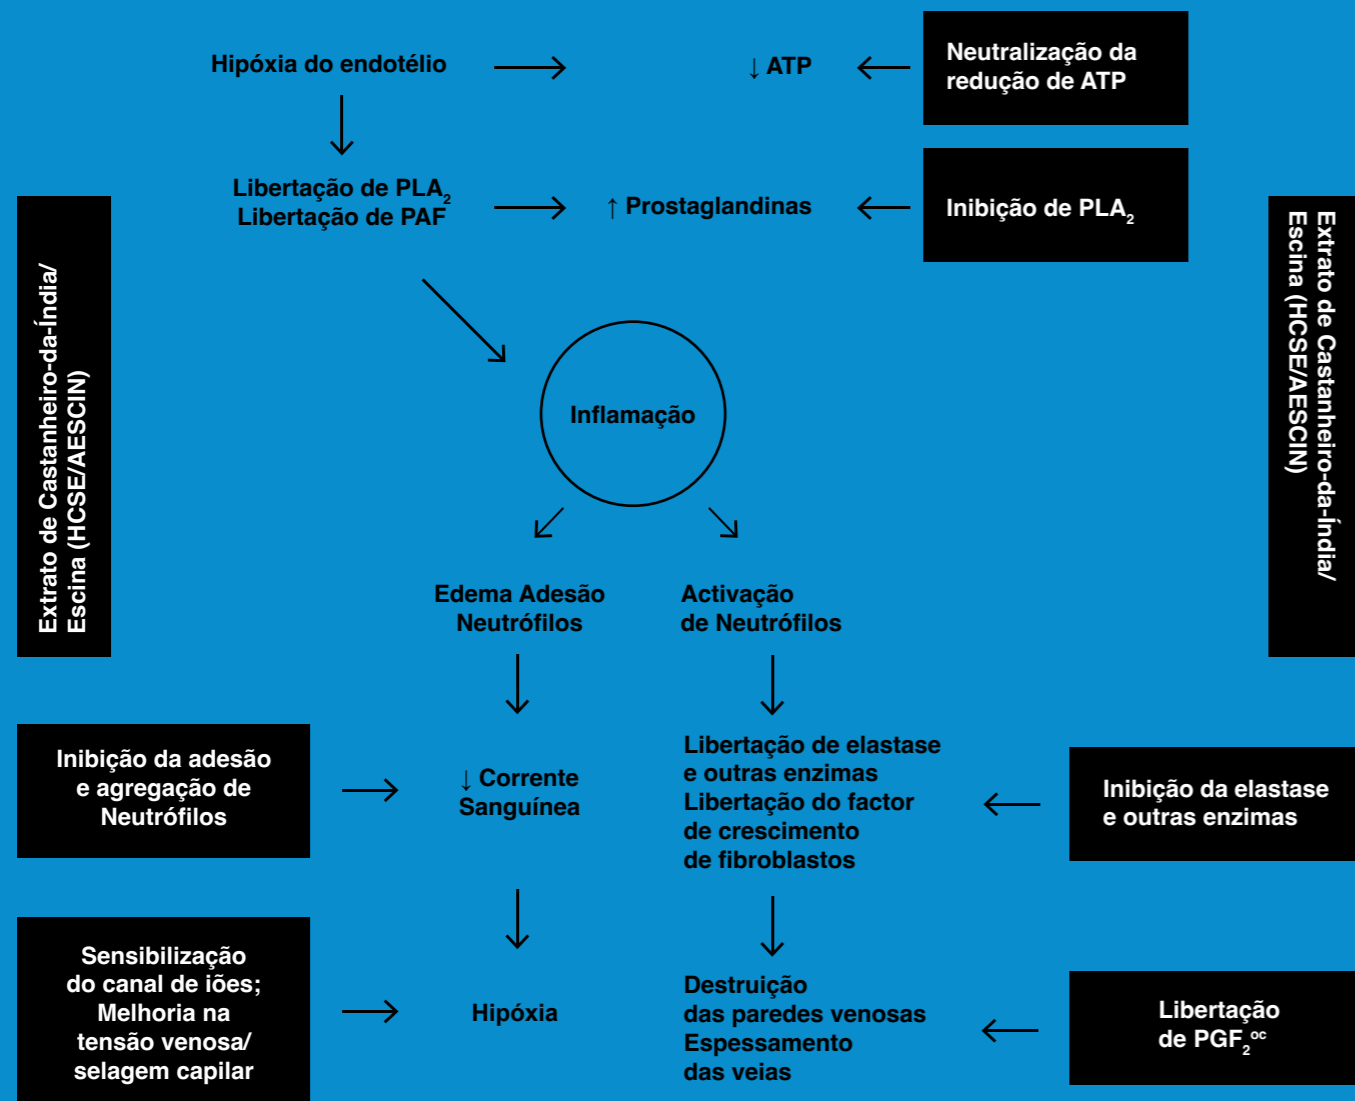 Hipóxia do endotélio
↓ ATP
Neutralização da
redução de ATP
Libertação de PLA₂
Libertação de PAF
↑ Prostaglandinas
Inibição de PLA₂
Extrato de Castanheiro-da-Índia/
Escina (HCSE/AESCIN)
Extrato de Castanheiro-da-Índia/
Escina (HCSE/AESCIN)
Inflamação
Edema Adesão
Neutrófilos
Activação
de Neutrófilos
Inibição da adesão
e agregação de
Neutrófilos
↓ Corrente
Sanguínea
Libertação de elastase
e outras enzimas
Libertação do factor
de crescimento
de fibroblastos
Inibição da elastase
e outras enzimas
Sensibilização
do canal de iões;
Melhoria na
tensão venosa/
selagem capilar
Hipóxia
Destruição
das paredes venosas
Espessamento
das veias
Libertação
de PGF₂ᵒᶜ